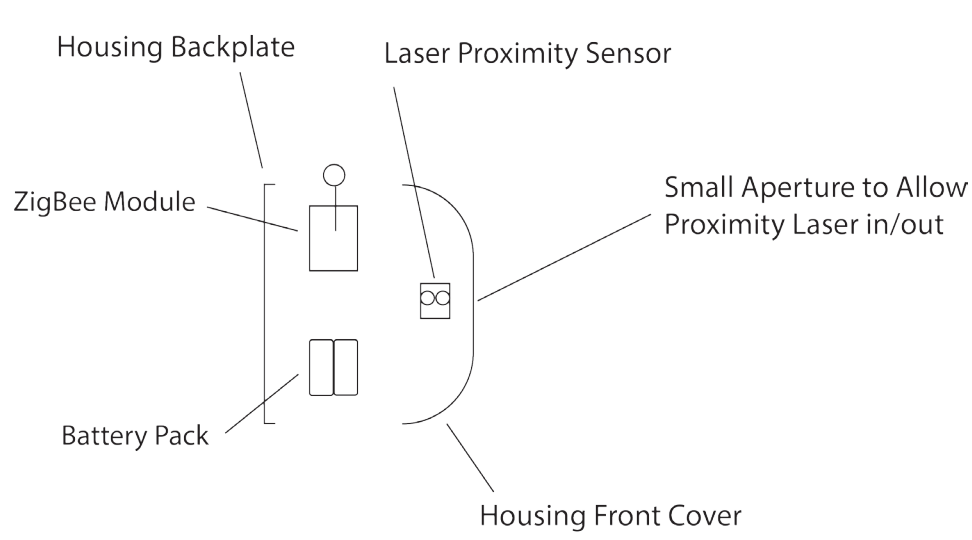 Housing Backplate
Laser Proximity Sensor
ZigBee Module
Small Aperture to Allow
Proximity Laser in/out
Battery Pack
Housing Front Cover